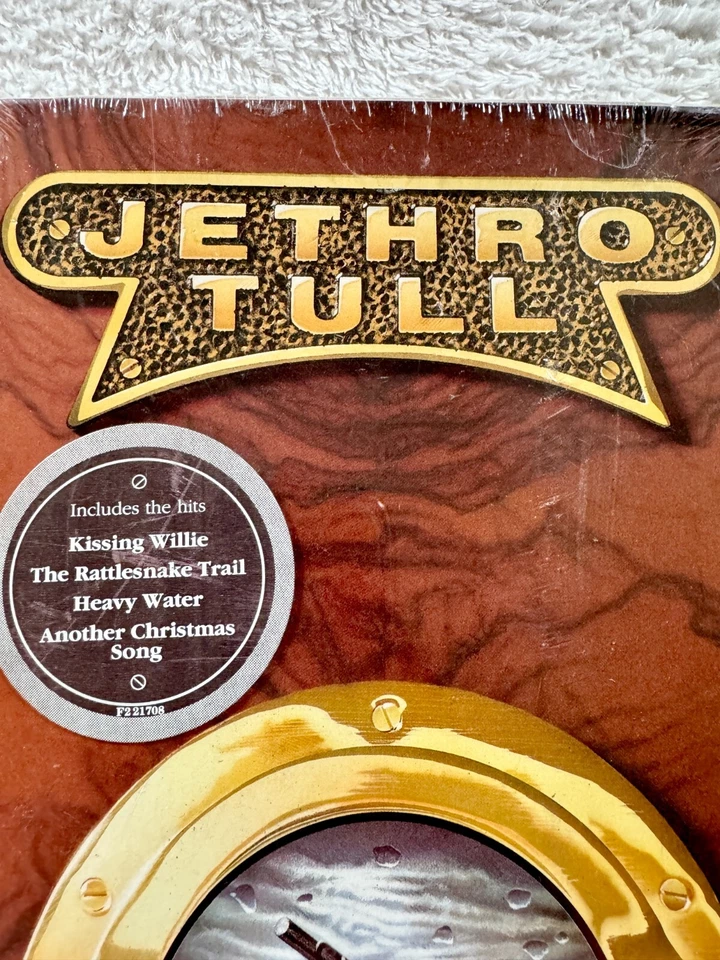 JETHRO
TULL
Includes the hits
Kissing Willie
The Rattlesnake Trail
Heavy Water
Another Christmas
Song
F2 21708